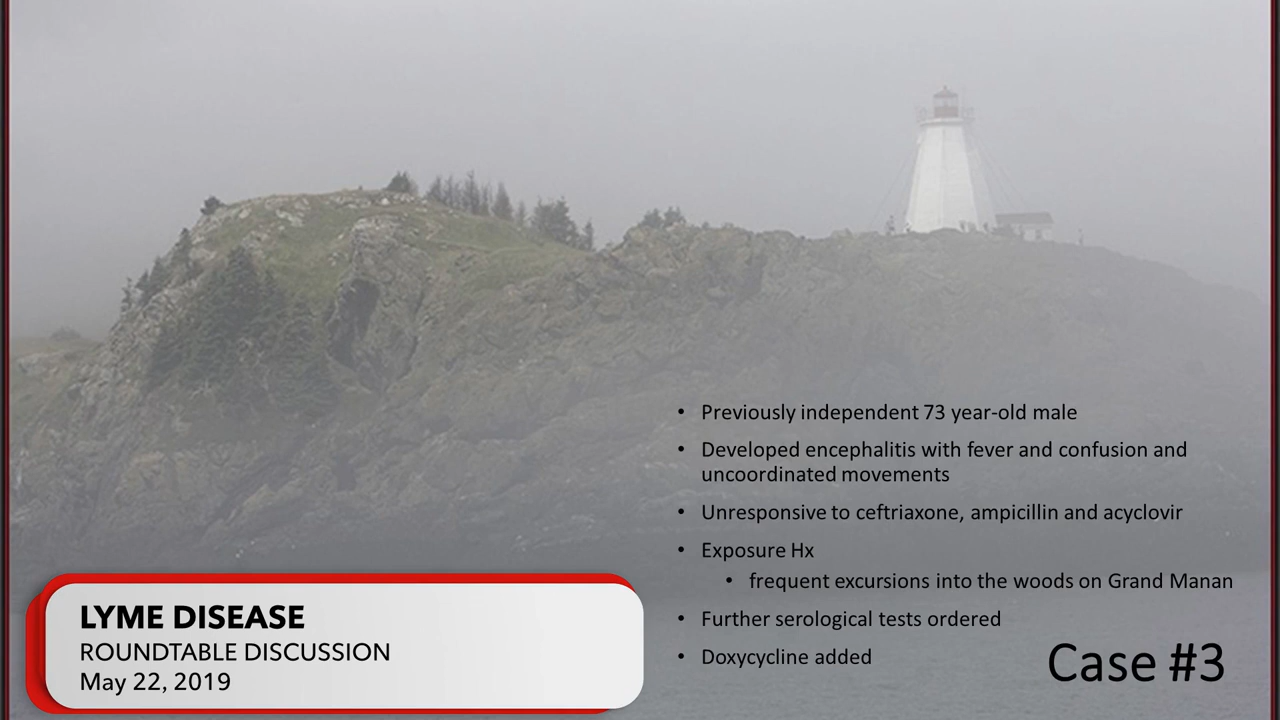 • Previously independent 73 year-old male
• Developed encephalitis with fever and confusion and
uncoordinated movements
• Unresponsive to ceftriaxone, ampicillin and acyclovir
• Exposure Hx
• frequent excursions into the woods on Grand Manan
• Further serological tests ordered
• Doxycycline added
Case #3
LYME DISEASE
ROUNDTABLE DISCUSSION
May 22, 2019